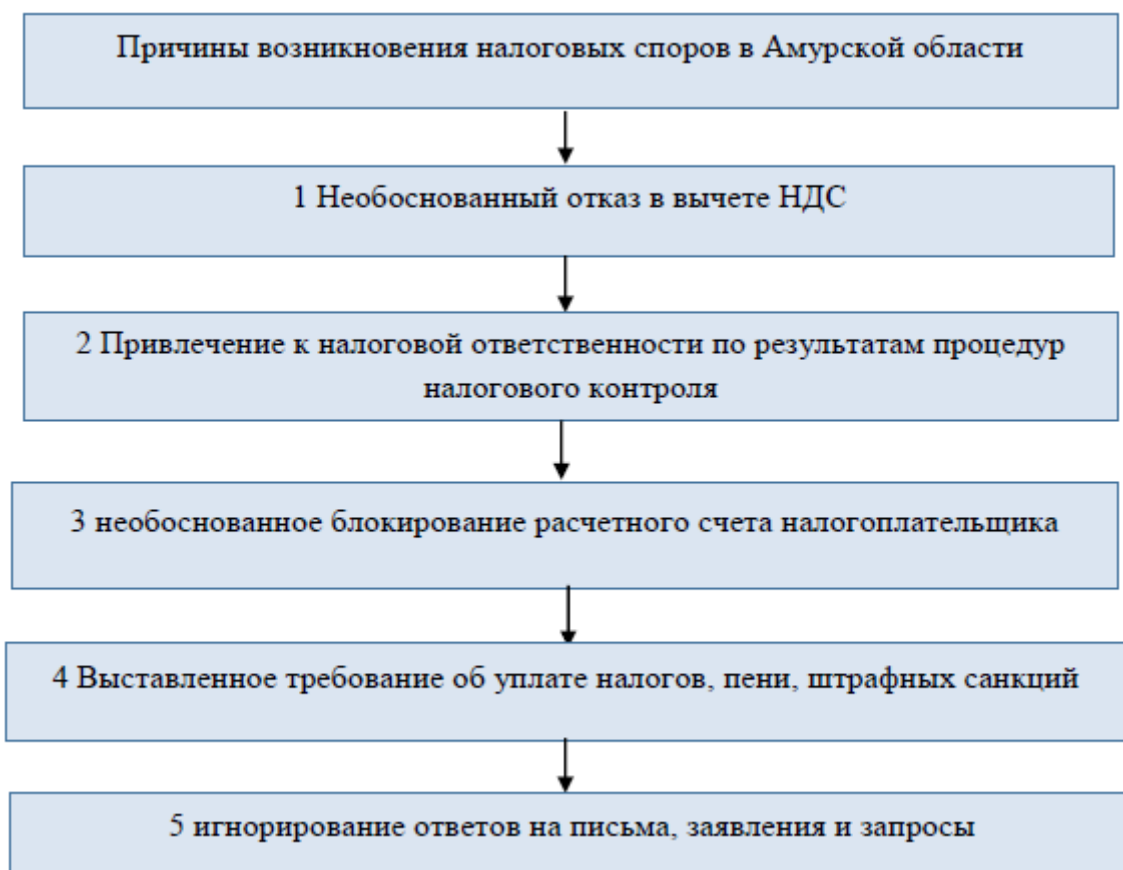 Причины возникновения налоговых споров в Амурской области
1 Необоснованный отказ в вычете НДС
2 Привлечение к налоговой ответственности по результатам процедур
налогового контроля
3 необоснованное блокирование расчетного счета налогоплательщика
4 Выставленное требование об уплате налогов, пени, штрафных санкций
5 игнорирование ответов на письма, заявления и запросы